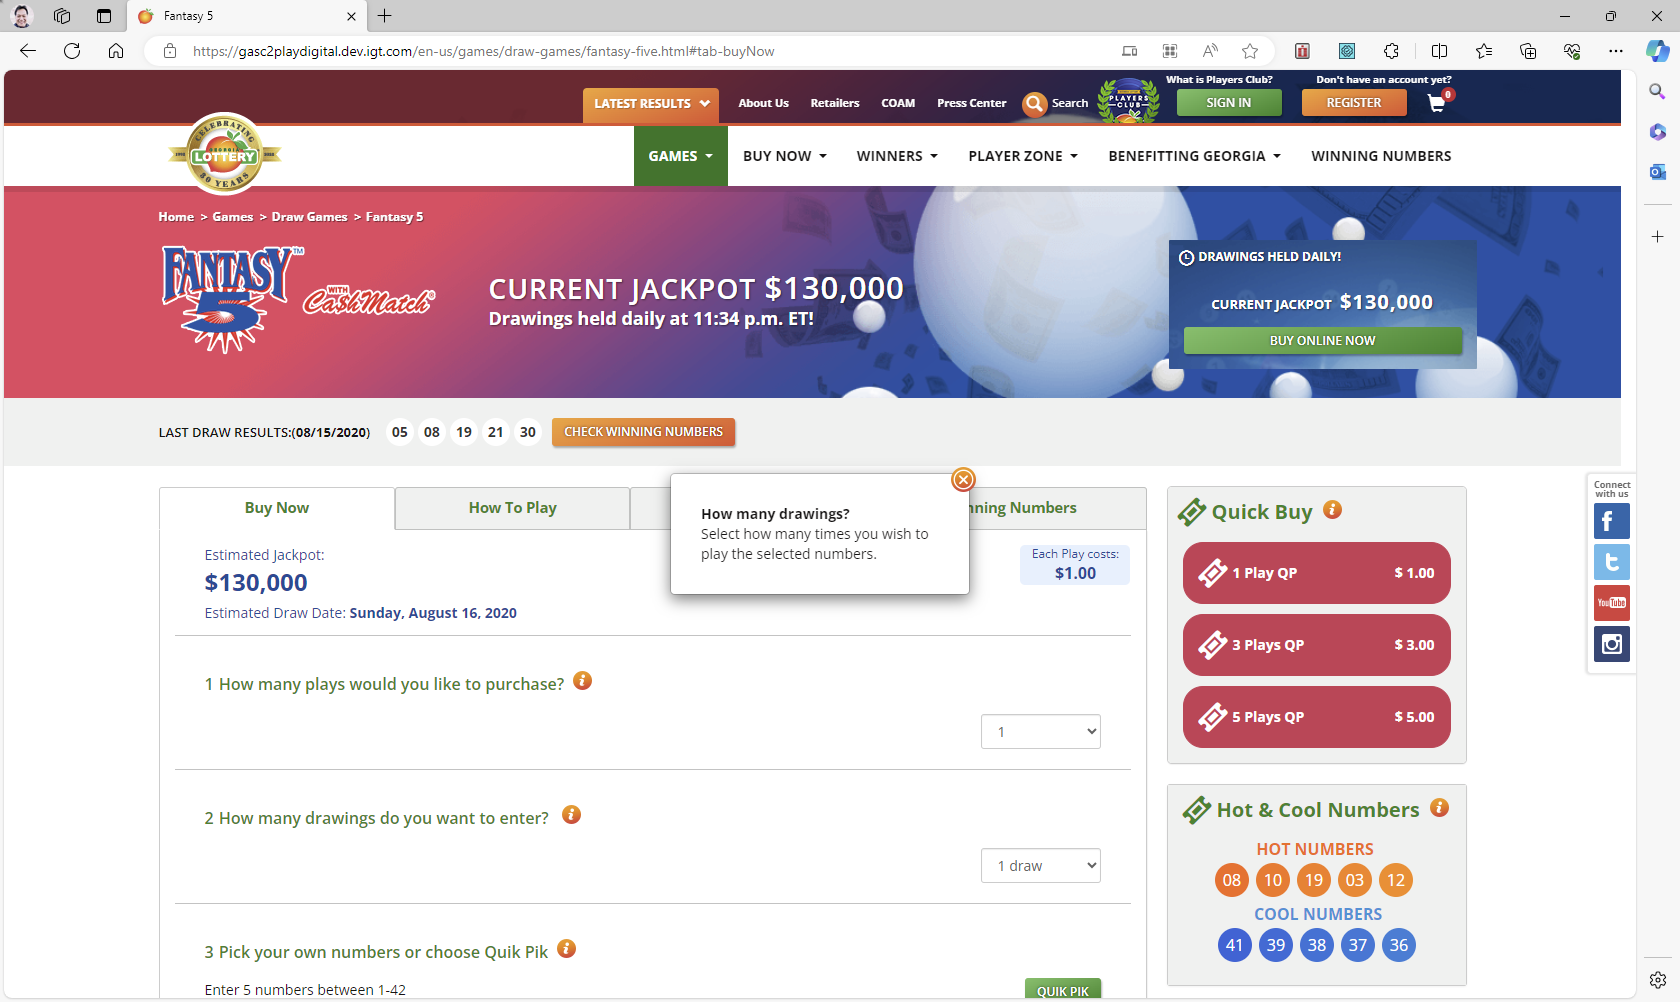 Fantasy 5
https://gasc2playdigital.dev.igt.com/en-us/games/draw-games/fantasy-five.html#tab-buyNow
What is Players Club?
Don't have an account yet?
LATEST RESULTS
About Us
Retailers
COAM
Press Center
Search
PLAYERS
CLUB
SIGN IN
REGISTER
0
CELEBRATING
GEORGIA
LOTTERY
30 YEARS
GAMES
BUY NOW
WINNERS
PLAYER ZONE
BENEFITTING GEORGIA
WINNING NUMBERS
Home > Games > Draw Games > Fantasy 5
FANTASY 5™
WITH
Ca$hMatch®
CURRENT JACKPOT $130,000
Drawings held daily at 11:34 p.m. ET!
DRAWINGS HELD DAILY!
CURRENT JACKPOT $130,000
BUY ONLINE NOW
LAST DRAW RESULTS:(08/15/2020) 05 08 19 21 30
CHECK WINNING NUMBERS
Buy Now
How To Play
nning Numbers
How many drawings?
Select how many times you wish to
play the selected numbers.
Estimated Jackpot:
$130,000
Estimated Draw Date: Sunday, August 16, 2020
Each Play costs:
$1.00
1 How many plays would you like to purchase?
1
2 How many drawings do you want to enter?
1 draw
3 Pick your own numbers or choose Quik Pik
Enter 5 numbers between 1-42
QUIK PIK
Quick Buy
1 Play QP $ 1.00
3 Plays QP $ 3.00
5 Plays QP $ 5.00
Hot & Cool Numbers
HOT NUMBERS
08 10 19 03 12
COOL NUMBERS
41 39 38 37 36
Connect
with us
YouTube